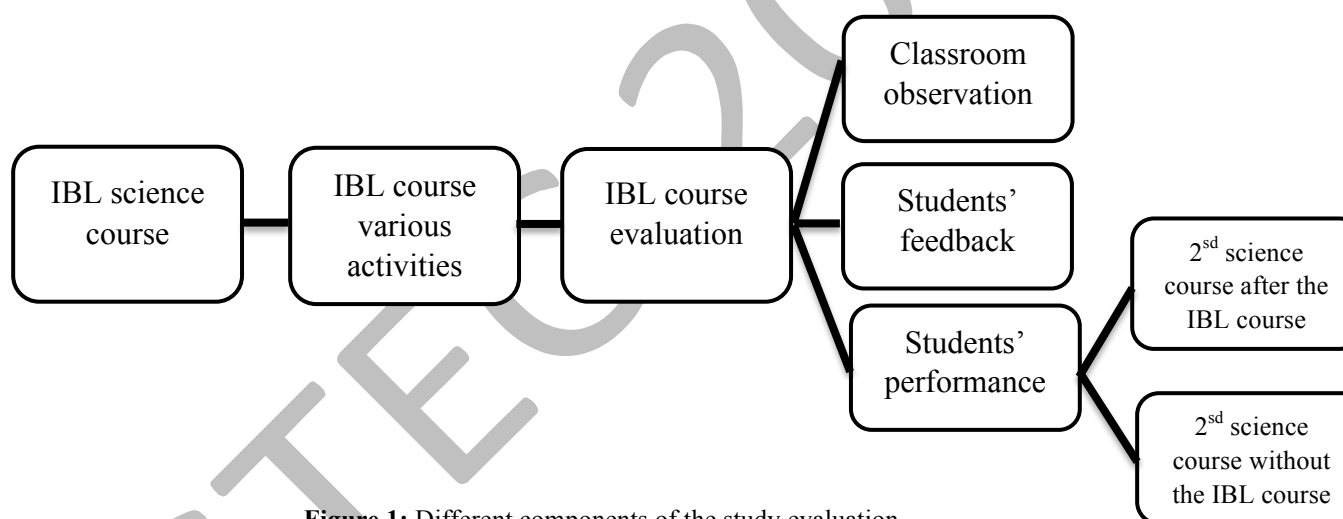 IBL science
course
IBL course
various
activities
IBL course
evaluation
Classroom
observation
Students’
feedback
Students’
performance
2sd science
course after the
IBL course
2sd science
course without
the IBL course
Figure 1: Different components of the study evaluation